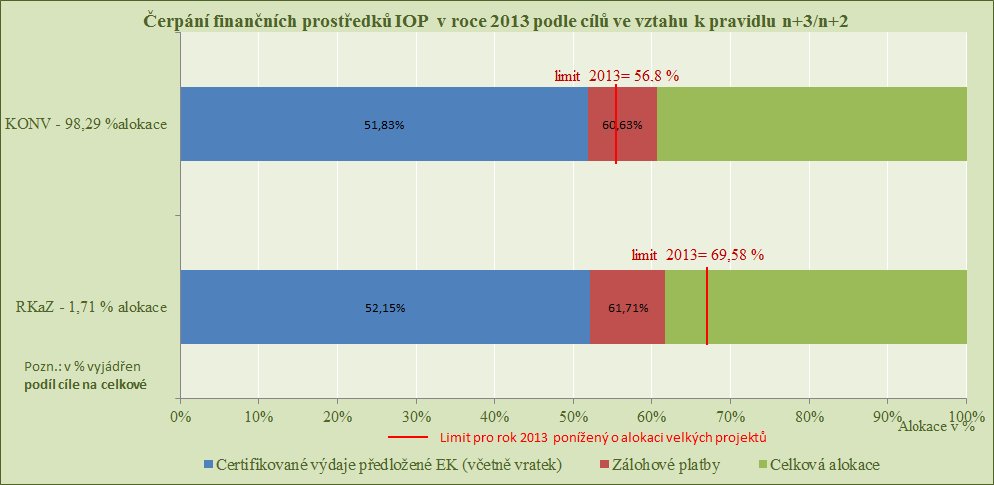 Čerpání finančních prostředků IOP v roce 2013 podle cílů ve vztahu k pravidlu n+3/n+2
limit 2013= 56.8 %
KONV - 98,29 %alokace
51,83%
60,63%
limit 2013= 69,58 %
RKaZ - 1,71 % alokace
52,15%
61,71%
Pozn.: v % vyjádřen
podíl cíle na celkové
0% 10% 20% 30% 40% 50% 60% 70% 80% 90% 100%
Alokace v %
Limit pro rok 2013 ponížený o alokaci velkých projektů
Certifikované výdaje předložené EK (včetně vratek) Zálohové platby Celková alokace